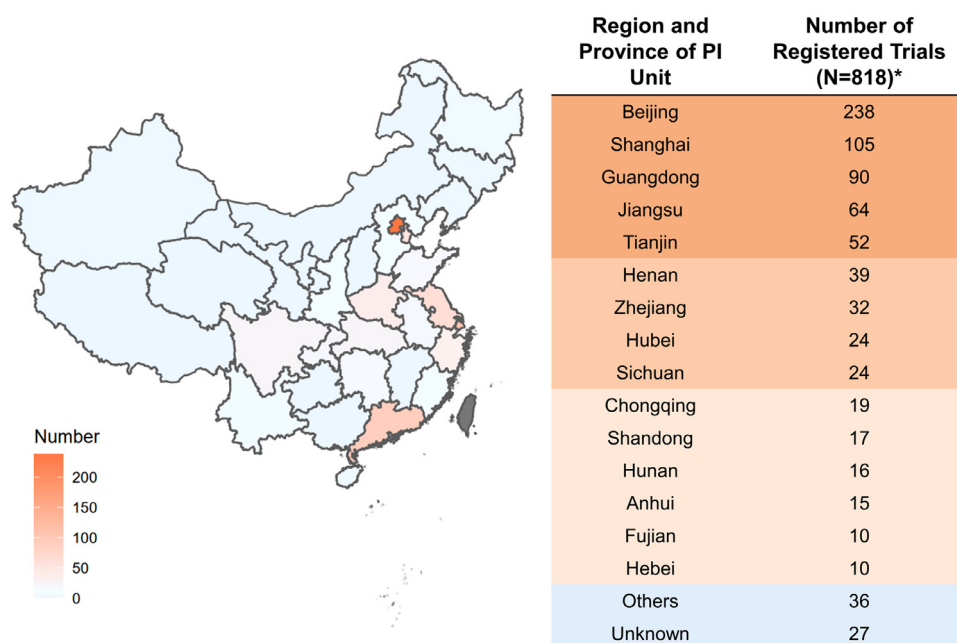 Region and
Province of PI
Unit
Number of
Registered Trials
(N=818)*
Beijing 238
Shanghai 105
Guangdong 90
Jiangsu 64
Tianjin 52
Henan 39
Zhejiang 32
Hubei 24
Sichuan 24
Chongqing 19
Shandong 17
Hunan 16
Anhui 15
Fujian 10
Hebei 10
Others 36
Unknown 27
Number
200
150
100
50
0